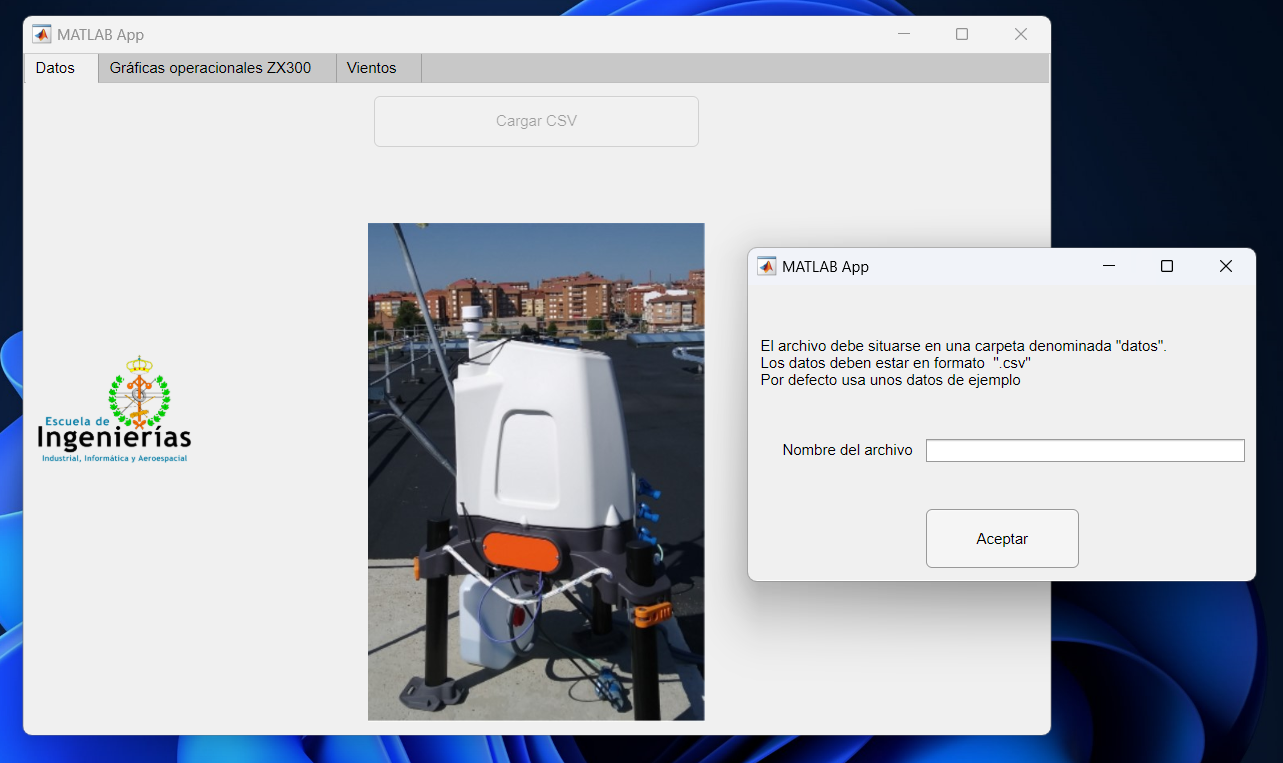 MATLAB App
Datos
Gráficas operacionales ZX300
Vientos
Cargar CSV
Escuela de
Ingenierías
Industrial, Informática y Aeroespacial
MATLAB App
El archivo debe situarse en una carpeta denominada "datos".
Los datos deben estar en formato ".csv"
Por defecto usa unos datos de ejemplo
Nombre del archivo
Aceptar